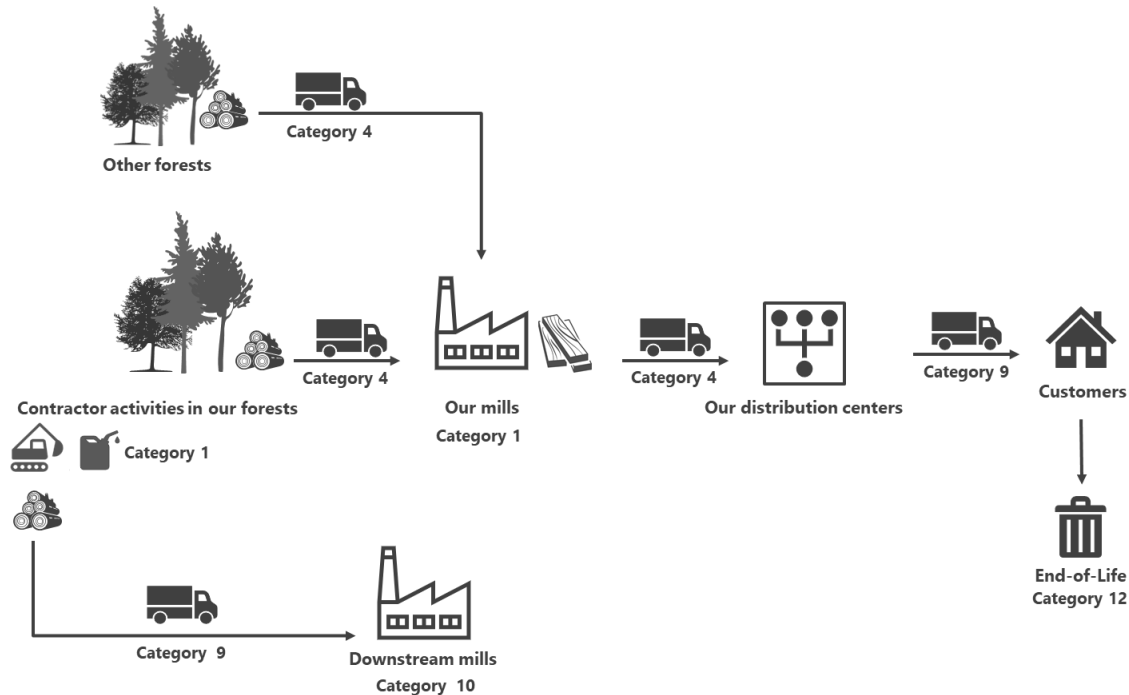 Category 4
Other forests
Category 4
Category 4
Category 9
Contractor activities in our forests
Our mills
Our distribution centers
Customers
Category 1
Category 1
End-of-Life
Category 12
Category 9
Downstream mills
Category 10